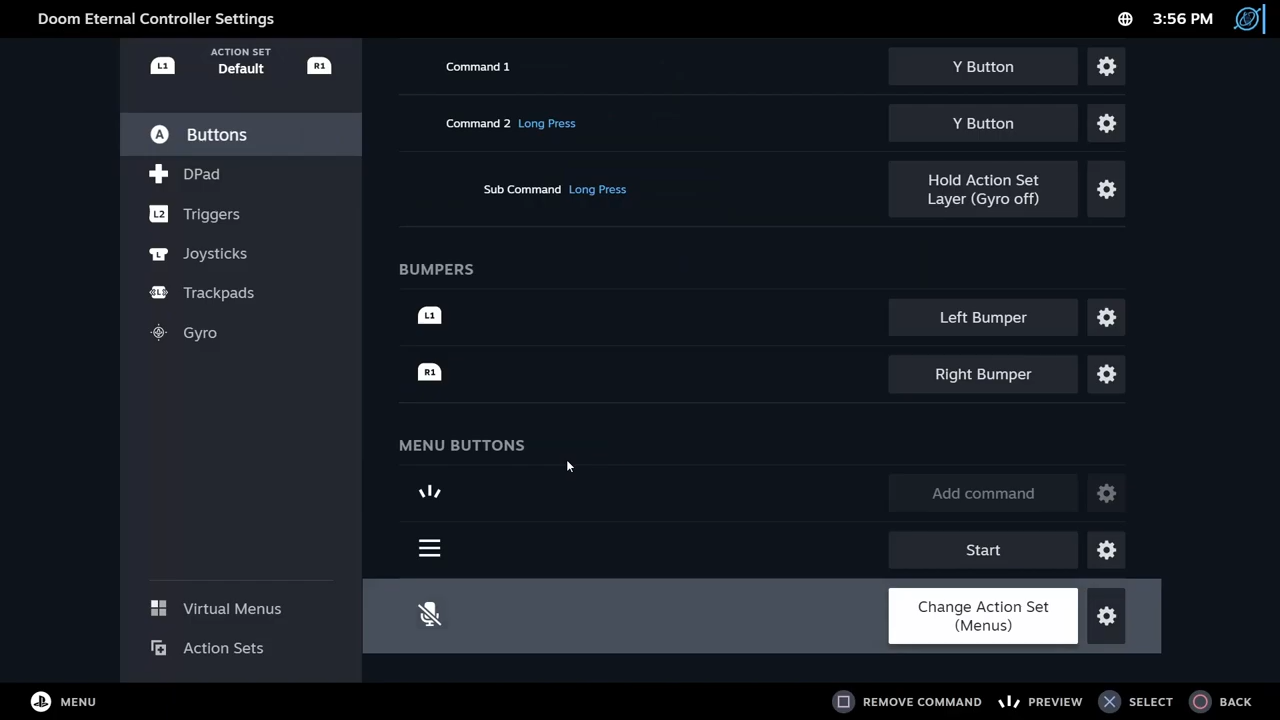 Doom Eternal Controller Settings
3:56 PM
L1
ACTION SET
Default
R1
A Buttons
DPad
L2 Triggers
L Joysticks
L Trackpads
Gyro
Virtual Menus
Action Sets
Command 1
Y Button
Command 2 Long Press
Y Button
Sub Command Long Press
Hold Action Set
Layer (Gyro off)
BUMPERS
L1
Left Bumper
R1
Right Bumper
MENU BUTTONS
Add command
Start
Change Action Set
(Menus)
MENU
REMOVE COMMAND
PREVIEW
SELECT
BACK